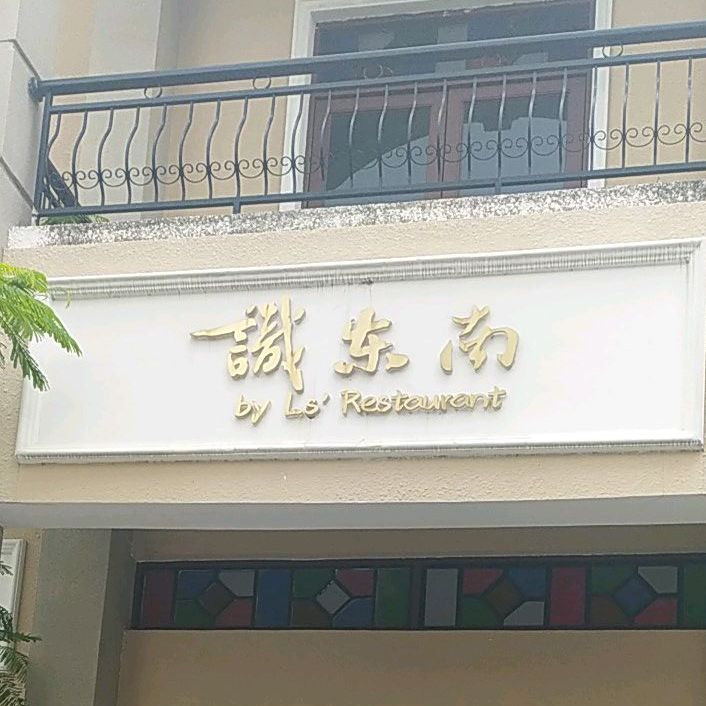 識东南
by Ls' Restaurant